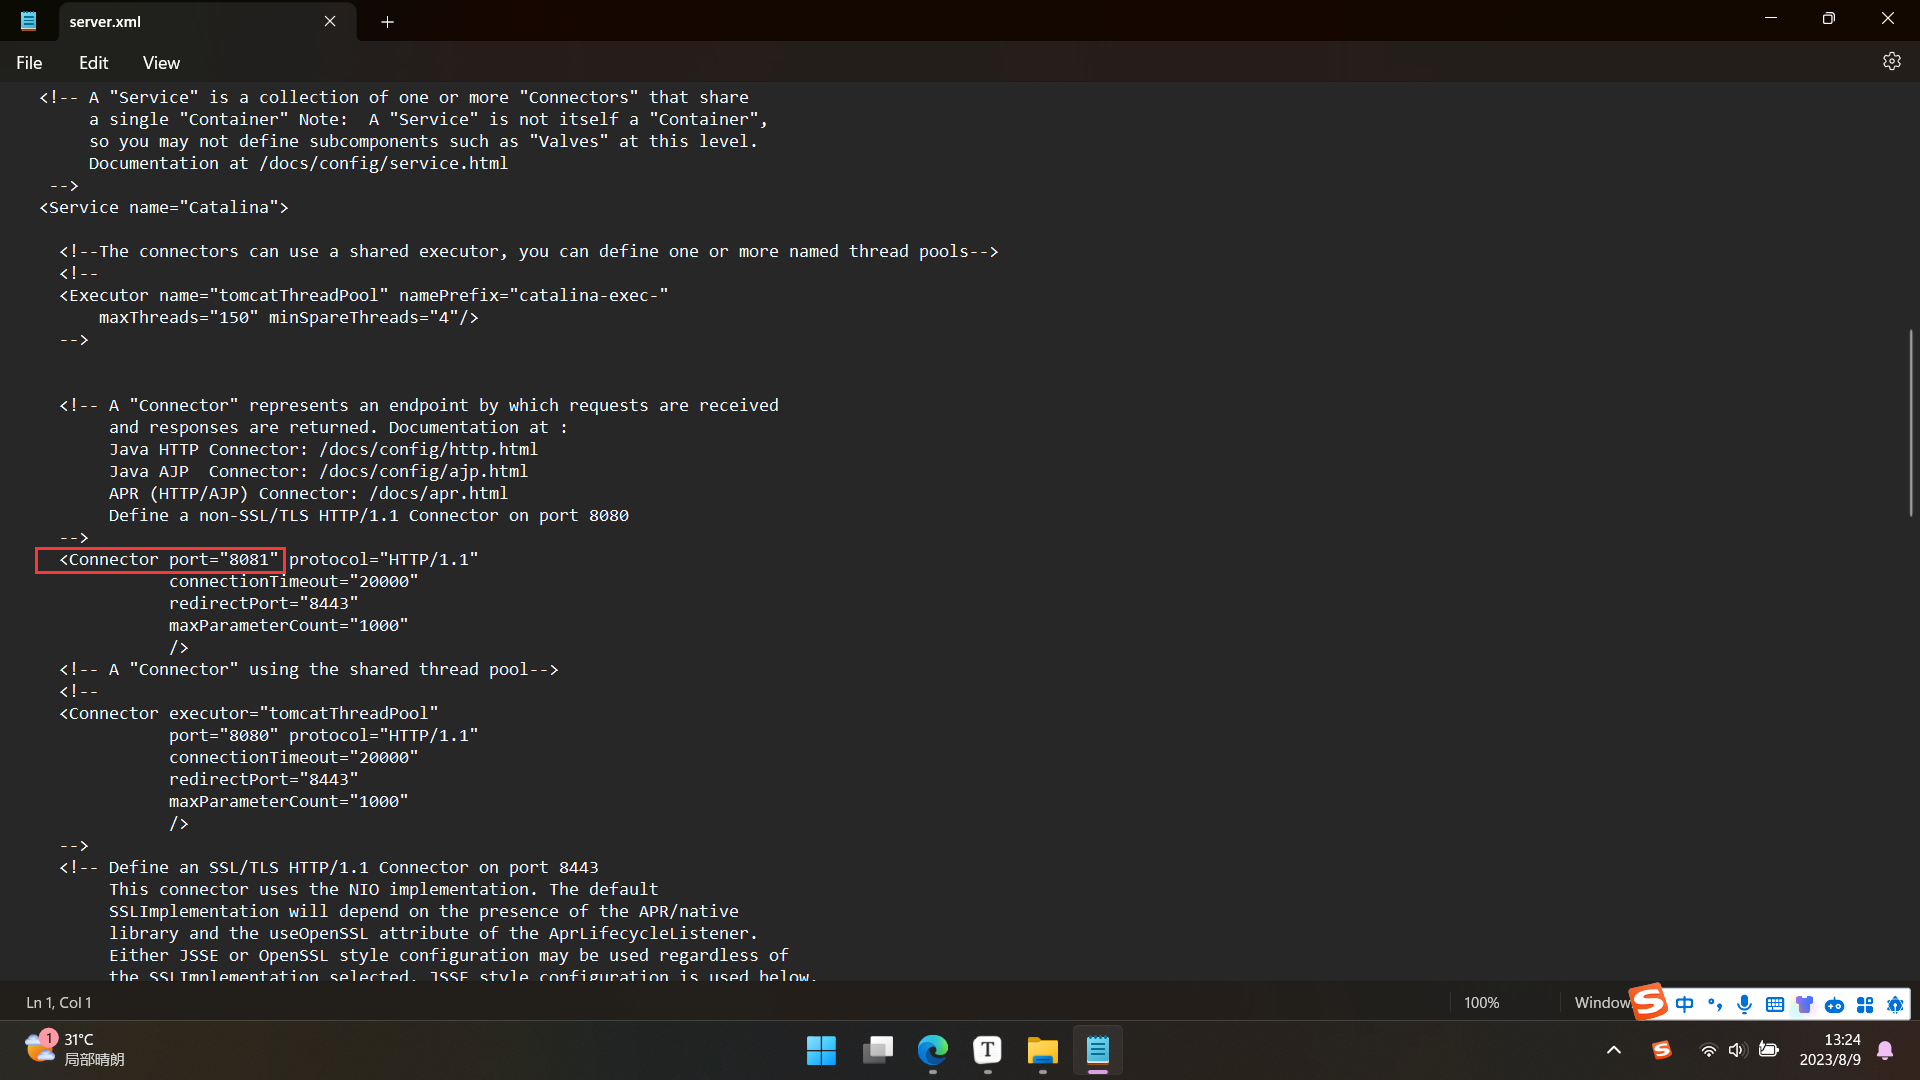 server.xml
File Edit View
<!-- A "Service" is a collection of one or more "Connectors" that share
a single "Container" Note:  A "Service" is not itself a "Container",
so you may not define subcomponents such as "Valves" at this level.
Documentation at /docs/config/service.html
-->
<Service name="Catalina">
<!--The connectors can use a shared executor, you can define one or more named thread pools-->
<!--
<Executor name="tomcatThreadPool" namePrefix="catalina-exec-"
maxThreads="150" minSpareThreads="4"/>
-->
<!-- A "Connector" represents an endpoint by which requests are received
and responses are returned. Documentation at :
Java HTTP Connector: /docs/config/http.html
Java AJP  Connector: /docs/config/ajp.html
APR (HTTP/AJP) Connector: /docs/apr.html
Define a non-SSL/TLS HTTP/1.1 Connector on port 8080
-->
<Connector port="8081" protocol="HTTP/1.1"
connectionTimeout="20000"
redirectPort="8443"
maxParameterCount="1000"
/>
<!-- A "Connector" using the shared thread pool-->
<!--
<Connector executor="tomcatThreadPool"
port="8080" protocol="HTTP/1.1"
connectionTimeout="20000"
redirectPort="8443"
maxParameterCount="1000"
/>
-->
<!-- Define an SSL/TLS HTTP/1.1 Connector on port 8443
This connector uses the NIO implementation. The default
SSLImplementation will depend on the presence of the APR/native
library and the useOpenSSL attribute of the AprLifecycleListener.
Either JSSE or OpenSSL style configuration may be used regardless of
the SSLImplementation selected. JSSE style configuration is used below.
Ln 1, Col 1
100%
Window
中
1
31°C
局部晴朗
T
13:24
2023/8/9